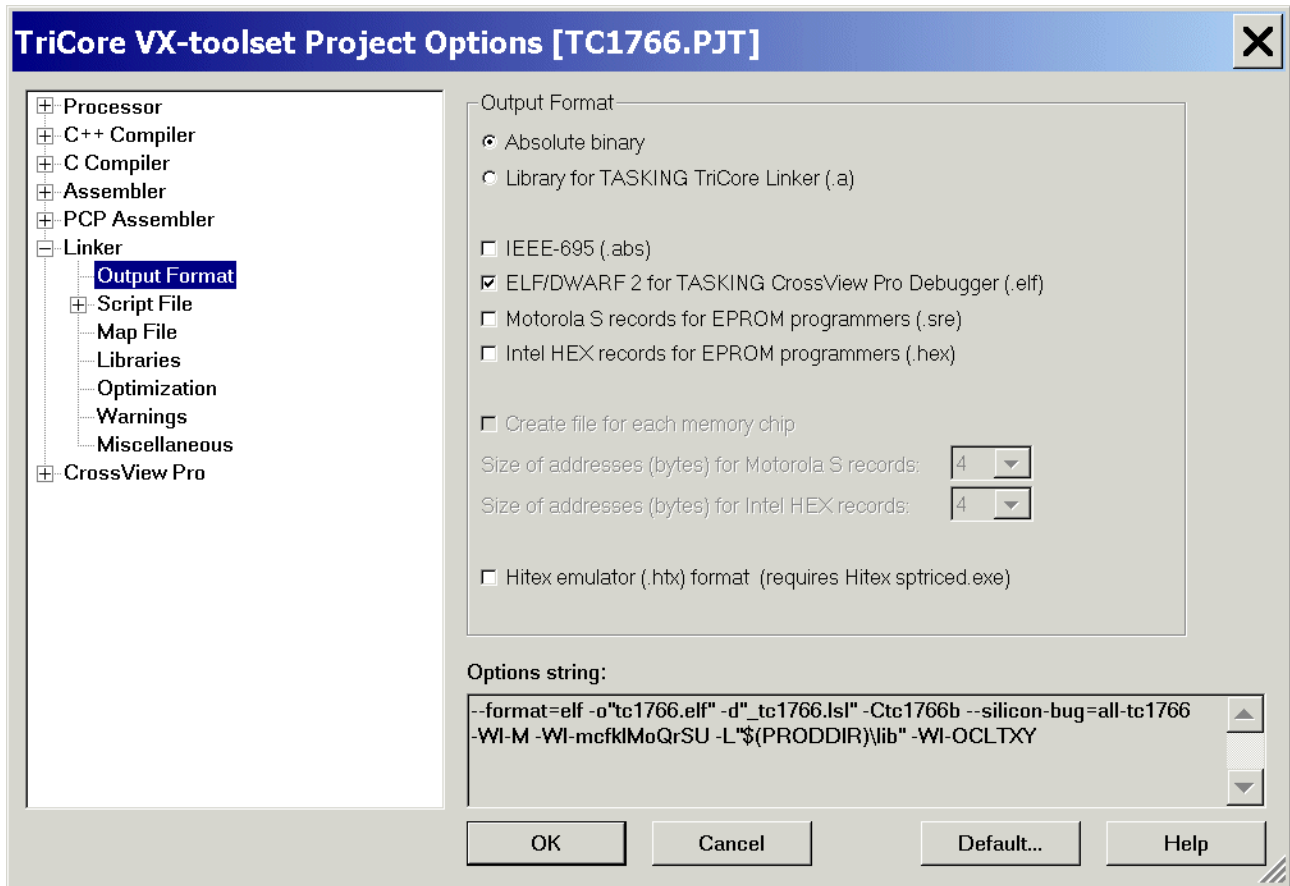 TriCore VX-toolset Project Options [TC1766.PJT]
Processor
C++ Compiler
C Compiler
Assembler
PCP Assembler
Linker
Output Format
Script File
Map File
Libraries
Optimization
Warnings
Miscellaneous
CrossView Pro
Output Format
Absolute binary
Library for TASKING TriCore Linker (.a)
IEEE-695 (.abs)
ELF/DWARF 2 for TASKING CrossView Pro Debugger (.elf)
Motorola S records for EPROM programmers (.sre)
Intel HEX records for EPROM programmers (.hex)
Create file for each memory chip
Size of addresses (bytes) for Motorola S records: 4
Size of addresses (bytes) for Intel HEX records: 4
Hitex emulator (.htx) format (requires Hitex sptriced.exe)
Options string:
--format=elf -o"tc1766.elf" -d"_tc1766.lsl" -Ctc1766b --silicon-bug=all-tc1766
-Wl-M -Wl-mcfklMoQrSU -L"$(PRODDIR)\lib" -Wl-OCLTXY
OK Cancel Default... Help